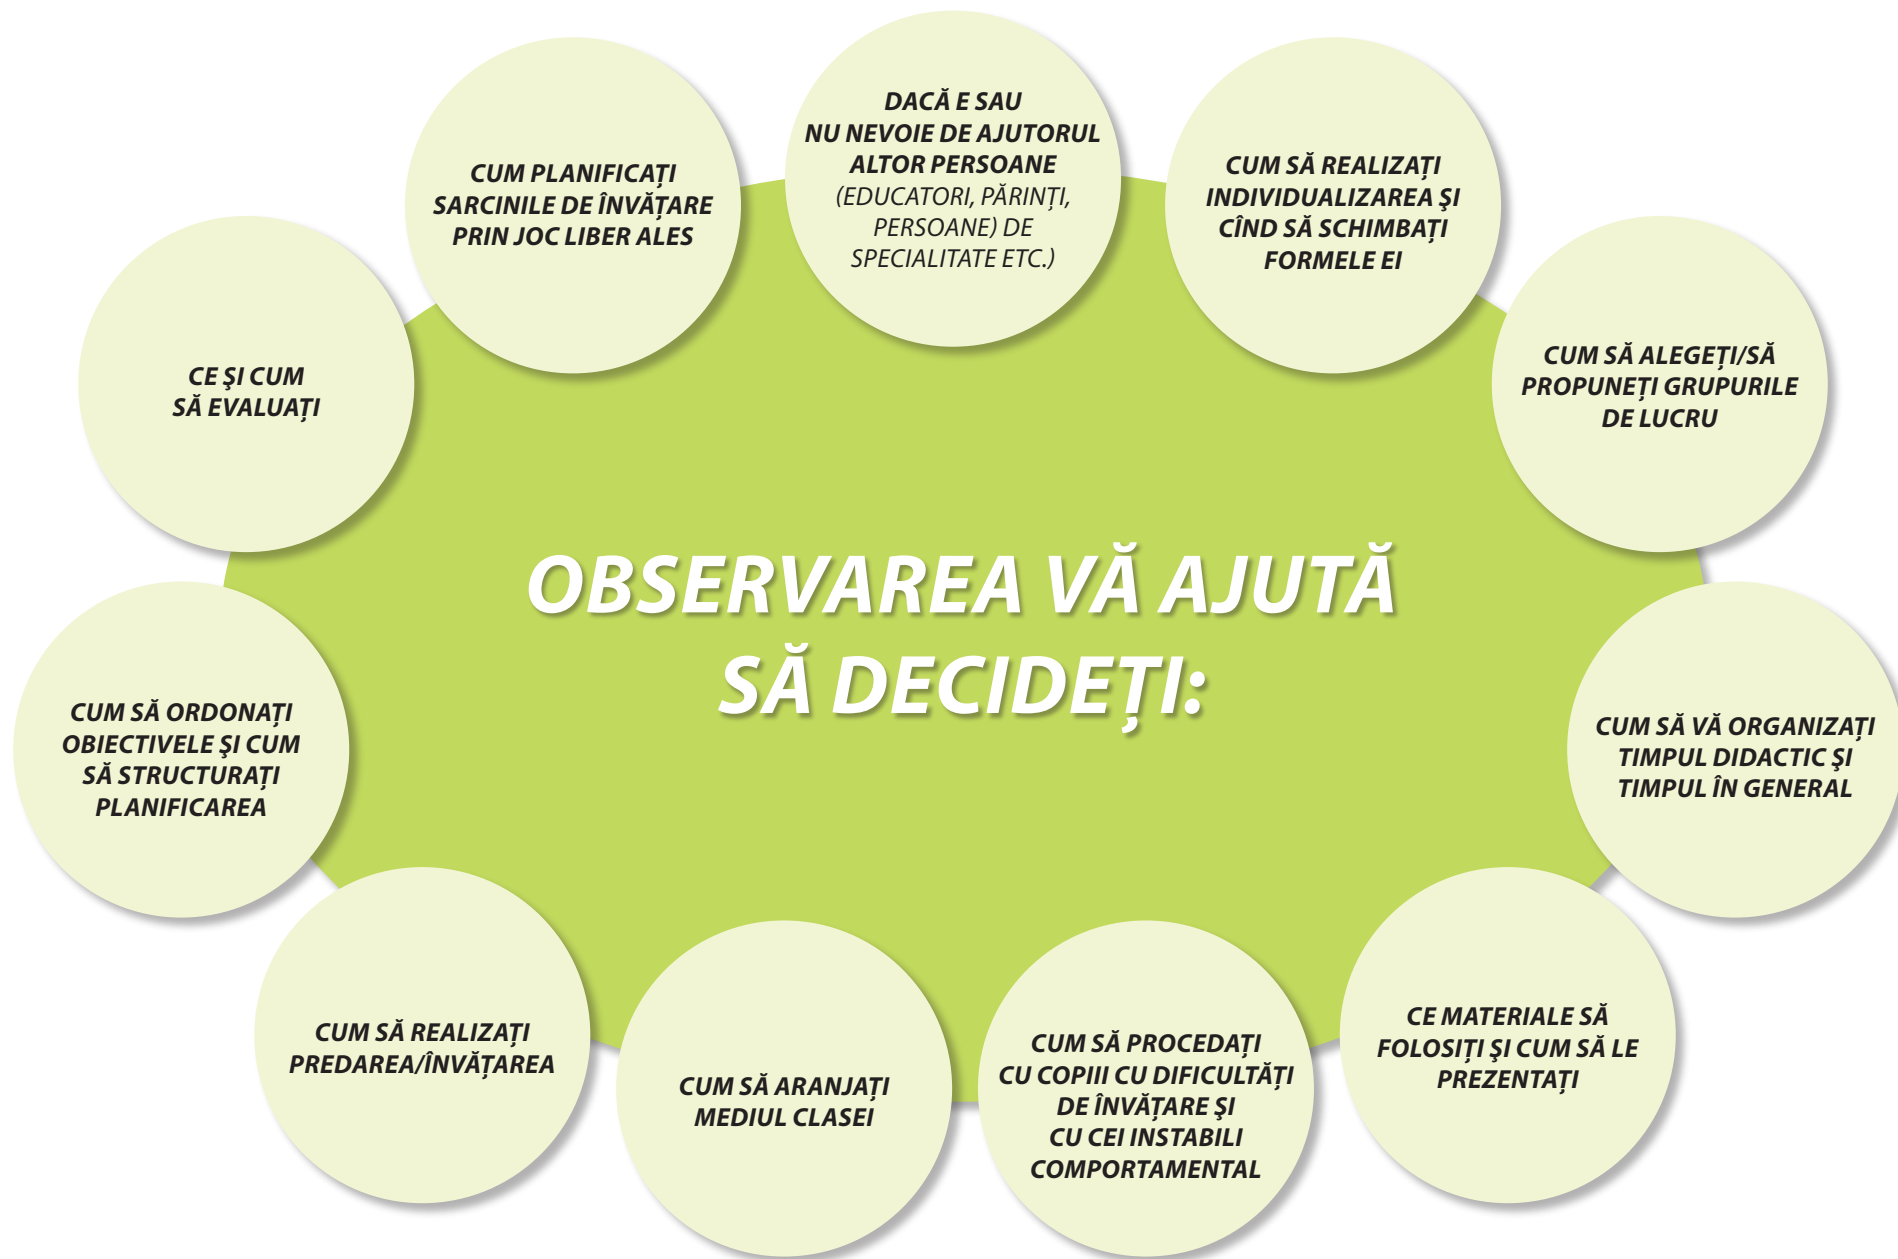 DACĂ E SAU
NU NEVOIE DE AJUTORUL
ALTOR PERSOANE
(EDUCATORI, PĂRINȚI,
PERSOANE) DE
SPECIALITATE ETC.)
CUM PLANIFICAȚI
SARCINILE DE ÎNVĂȚARE
PRIN JOC LIBER ALES
CUM SĂ REALIZAȚI
INDIVIDUALIZAREA ŞI
CÎND SĂ SCHIMBAȚI
FORMELE EI
CE ŞI CUM
SĂ EVALUAȚI
CUM SĂ ALEGEȚI/SĂ
PROPUNEȚI GRUPURILE
DE LUCRU
OBSERVAREA VĂ AJUTĂ
SĂ DECIDEȚI:
CUM SĂ ORDONAȚI
OBIECTIVELE ŞI CUM
SĂ STRUCTURAȚI
PLANIFICAREA
CUM SĂ VĂ ORGANIZAȚI
TIMPUL DIDACTIC ŞI
TIMPUL ÎN GENERAL
CUM SĂ REALIZAȚI
PREDAREA/ÎNVĂȚAREA
CUM SĂ ARANJAȚI
MEDIUL CLASEI
CUM SĂ PROCEDAȚI
CU COPIII CU DIFICULTĂȚI
DE ÎNVĂȚARE ŞI
CU CEI INSTABILI
COMPORTAMENTAL
CE MATERIALE SĂ
FOLOSIȚI ŞI CUM SĂ LE
PREZENTAȚI